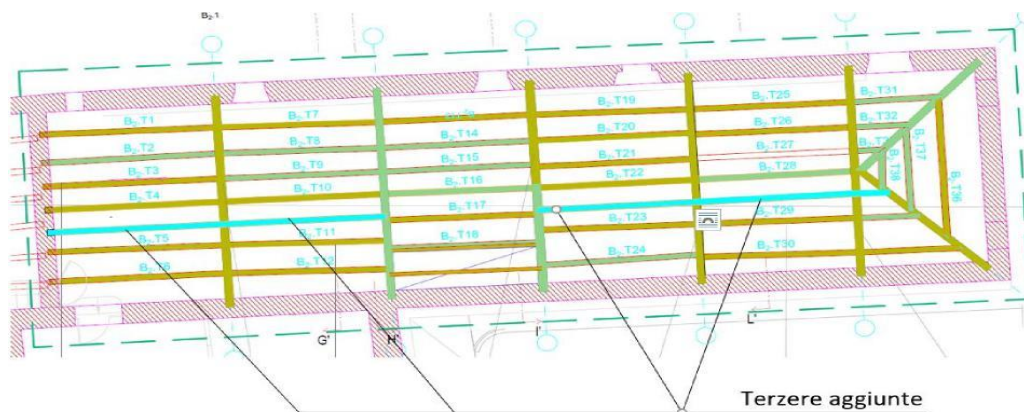 B₂.1
B₂.T1
B₂.T7
B₂.T19
B₂.T25
B₂.T31
B₂.T2
B₂.T8
B₂.T14
B₂.T20
B₂.T26
B₂.T32
B₂.T3
B₂.T9
B₂.T15
B₂.T21
B₂.T27
B₂.T37
B₂.T4
B₂.T10
B₂.T16
B₂.T22
B₂.T28
B₂.T38
B₂.T36
B₂.T5
B₂.T11
B₂.T17
B₂.T23
B₂.T29
B₂.T6
B₂.T12
B₂.T18
B₂.T24
B₂.T30
G'
H'
I'
L'
Terzere aggiunte